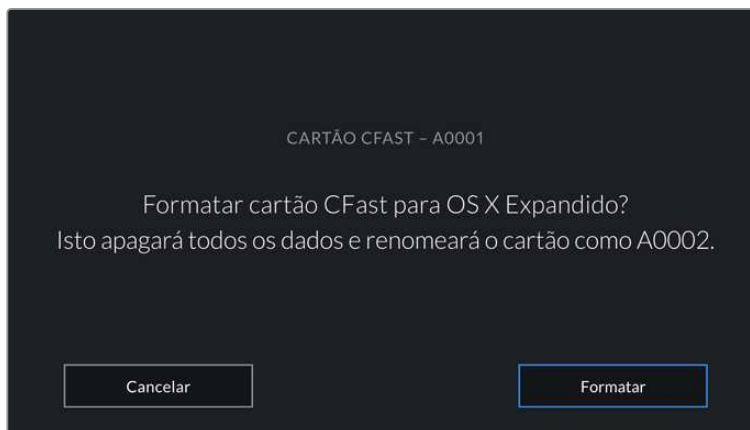 CARTÃO CFAST – A0001
Formatar cartão CFast para OS X Expandido?
Isto apagará todos os dados e renomeará o cartão como A0002.
Cancelar
Formatar